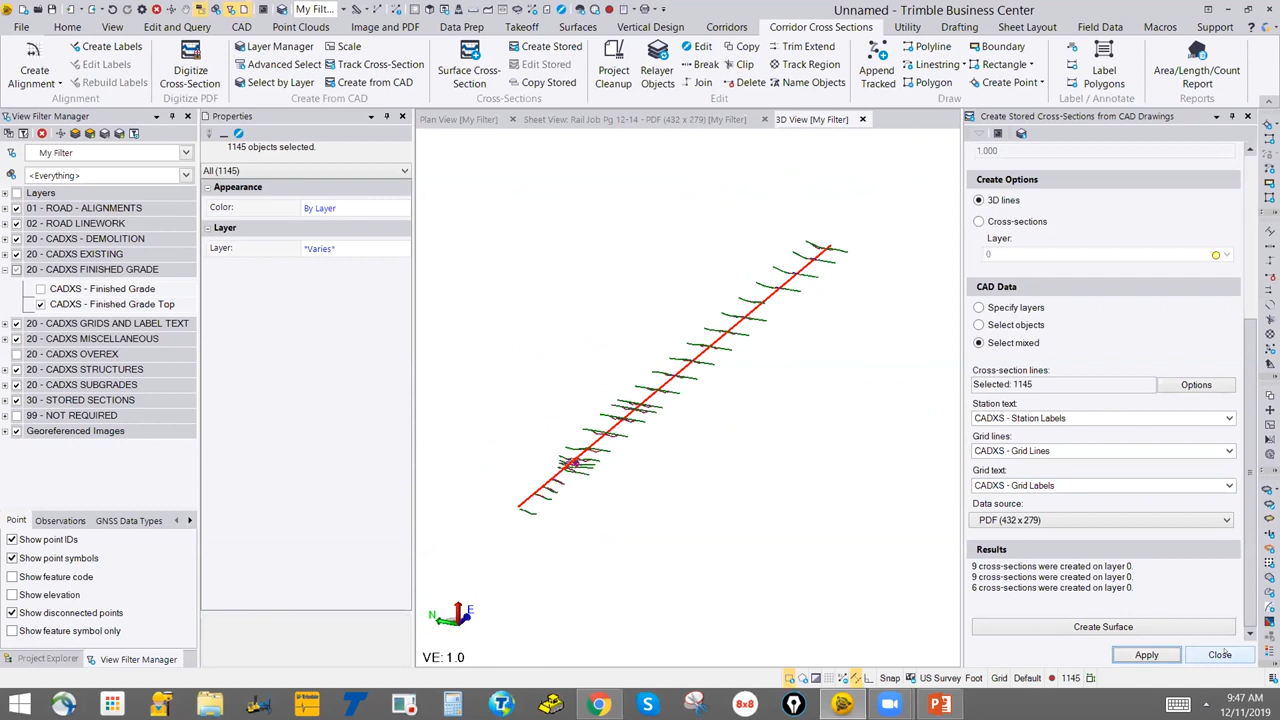 My Filter
Unnamed - Trimble Business Center
File Home Edit and Query CAD Point Clouds Image and PDF Data Prep Takeoff Surfaces Vertical Design Corridor Cross Sections Utility Drafting Sheet Layout Field Data Macros Support
Create Alignment
Create Labels
Edit Labels
Rebuild Labels
Digitize Cross-Section
Layer Manager
Advanced Select
Select by Layer
Scale
Track Cross-Section
Create from CAD
Surface Cross-Section
Create Stored
Edit Stored
Copy Stored
Project Cleanup
Relayer Objects
Edit
Break
Join
Copy
Clip
Delete
Trim Extend
Track Region
Name Objects
Append Tracked
Polyline
Linestring
Polygon
Boundary
Rectangle
Create Point
Label Polygons
Area/Length/Count Report
Alignment Digitize PDF Create From CAD Cross-Sections Edit Draw Label / Annotate Reports
View Filter Manager
My Filter
<Everything>
Layers
01 - ROAD - ALIGNMENTS
02 - ROAD LINEWORK
20 - CADXS - DEMOLITION
20 - CADXS EXISTING
20 - CADXS FINISHED GRADE
CADXS - Finished Grade
CADXS - Finished Grade Top
20 - CADXS GRIDS AND LABEL TEXT
20 - CADXS MISCELLANEOUS
20 - CADXS OVEREX
20 - CADXS STRUCTURES
20 - CADXS SUBGRADES
30 - STORED SECTIONS
99 - NOT REQUIRED
Georeferenced Images
Point Observations GNSS Data Types
Show point IDs
Show point symbols
Show feature code
Show elevation
Show disconnected points
Show feature symbol only
Project Explorer View Filter Manager
Properties
1145 objects selected.
All (1145)
Appearance
Color: By Layer
Layer
Layer: *Varies*
Plan View [My Filter] Sheet View: Rail Job Pg 12-14 - PDF (432 x 279) [My Filter] 3D View [My Filter]
N E
VE: 1.0
Create Stored Cross-Sections from CAD Drawings
1.000
Create Options
3D lines
Cross-sections
Layer:
0
CAD Data
Specify layers
Select objects
Select mixed
Cross-section lines:
Selected: 1145 Options
Station text:
CADXS - Station Labels
Grid lines:
CADXS - Grid Lines
Grid text:
CADXS - Grid Labels
Data source:
PDF (432 x 279)
Results
9 cross-sections were created on layer 0.
9 cross-sections were created on layer 0.
6 cross-sections were created on layer 0.
Create Surface
Apply Close
Snap US Survey Foot Grid Default 1145
8x8
9:47 AM
12/11/2019